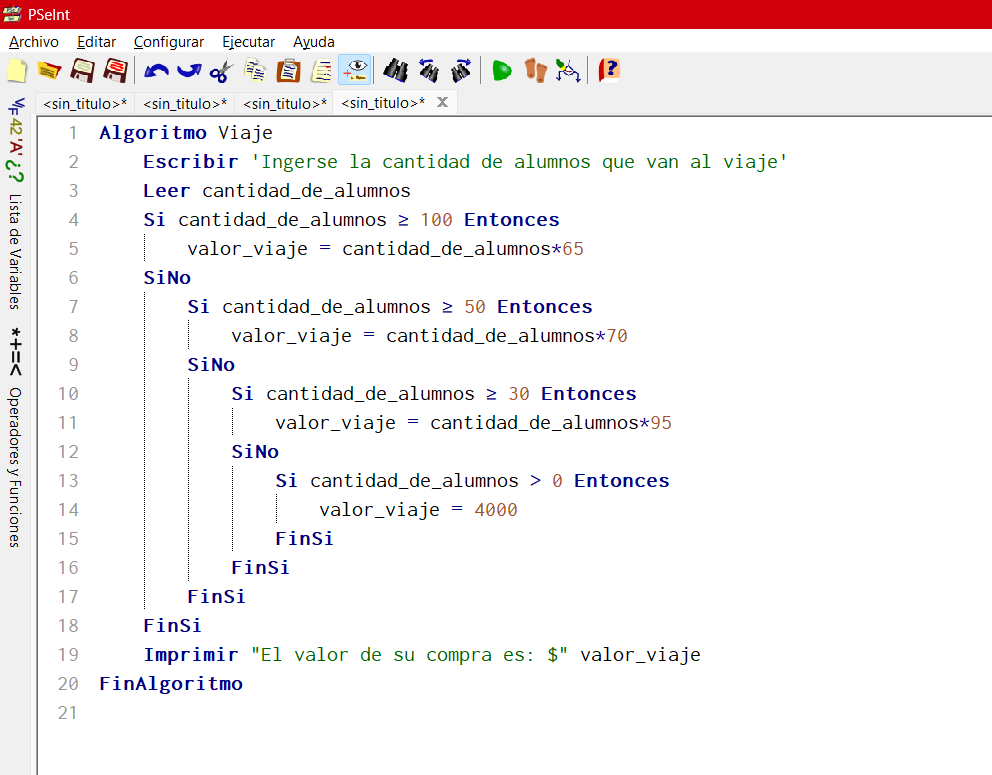 PSeInt
Archivo Editar Configurar Ejecutar Ayuda
<sin_titulo>* <sin_titulo>* <sin_titulo>* <sin_titulo>* X
42 'A' ¿? Lista de Variables
*+=< Operadores y Funciones
1 Algoritmo Viaje
2 Escribir 'Ingerse la cantidad de alumnos que van al viaje'
3 Leer cantidad_de_alumnos
4 Si cantidad_de_alumnos ≥ 100 Entonces
5 valor_viaje = cantidad_de_alumnos*65
6 SiNo
7 Si cantidad_de_alumnos ≥ 50 Entonces
8 valor_viaje = cantidad_de_alumnos*70
9 SiNo
10 Si cantidad_de_alumnos ≥ 30 Entonces
11 valor_viaje = cantidad_de_alumnos*95
12 SiNo
13 Si cantidad_de_alumnos > 0 Entonces
14 valor_viaje = 4000
15 FinSi
16 FinSi
17 FinSi
18 FinSi
19 Imprimir "El valor de su compra es: $" valor_viaje
20 FinAlgoritmo
21